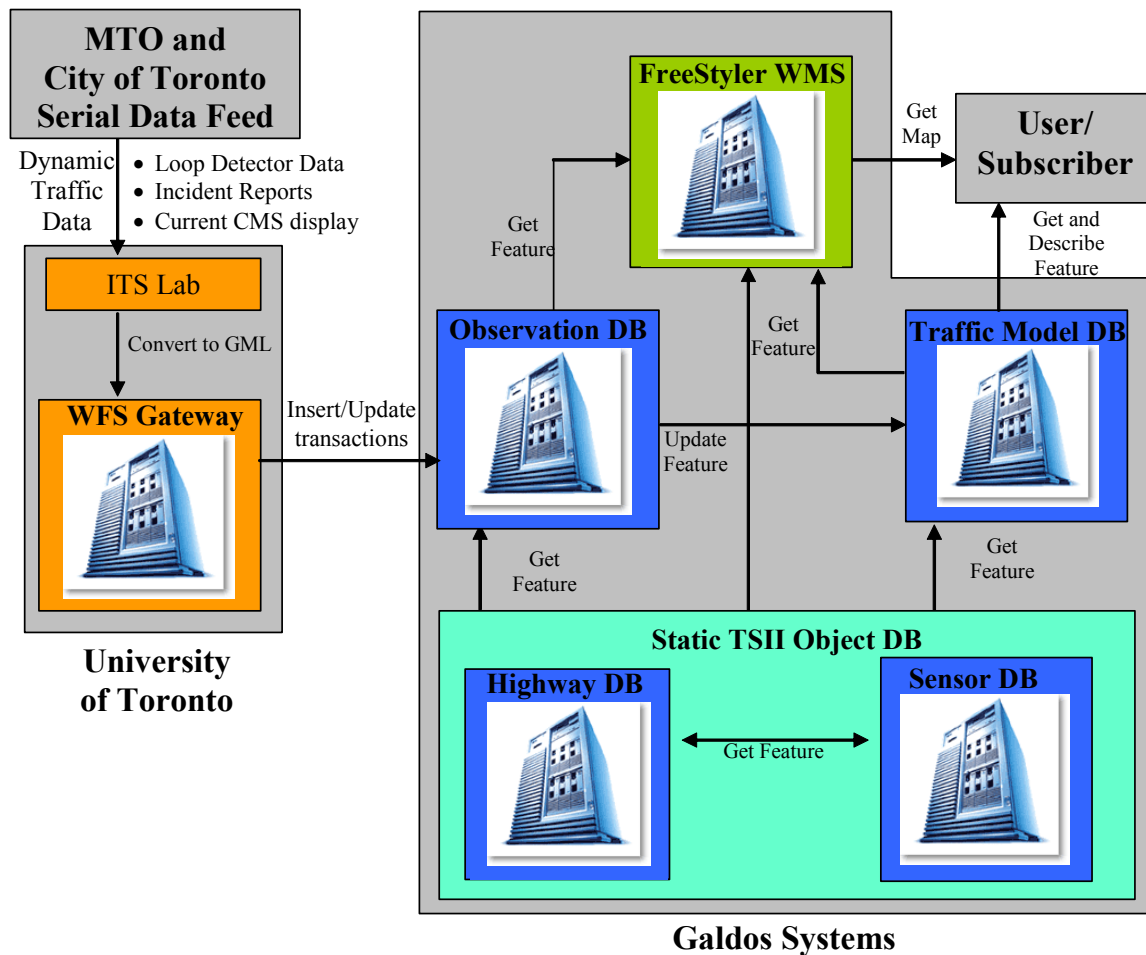 MTO and
City of Toronto
Serial Data Feed
Dynamic
Traffic
Data
• Loop Detector Data
• Incident Reports
• Current CMS display
ITS Lab
Convert to GML
WFS Gateway
University
of Toronto
Insert/Update
transactions
FreeStyler WMS
Get
Map
User/
Subscriber
Get
Feature
Get and
Describe
Feature
Observation DB
Get
Feature
Traffic Model DB
Update
Feature
Get
Feature
Get
Feature
Static TSII Object DB
Highway DB
Get Feature
Sensor DB
Galdos Systems